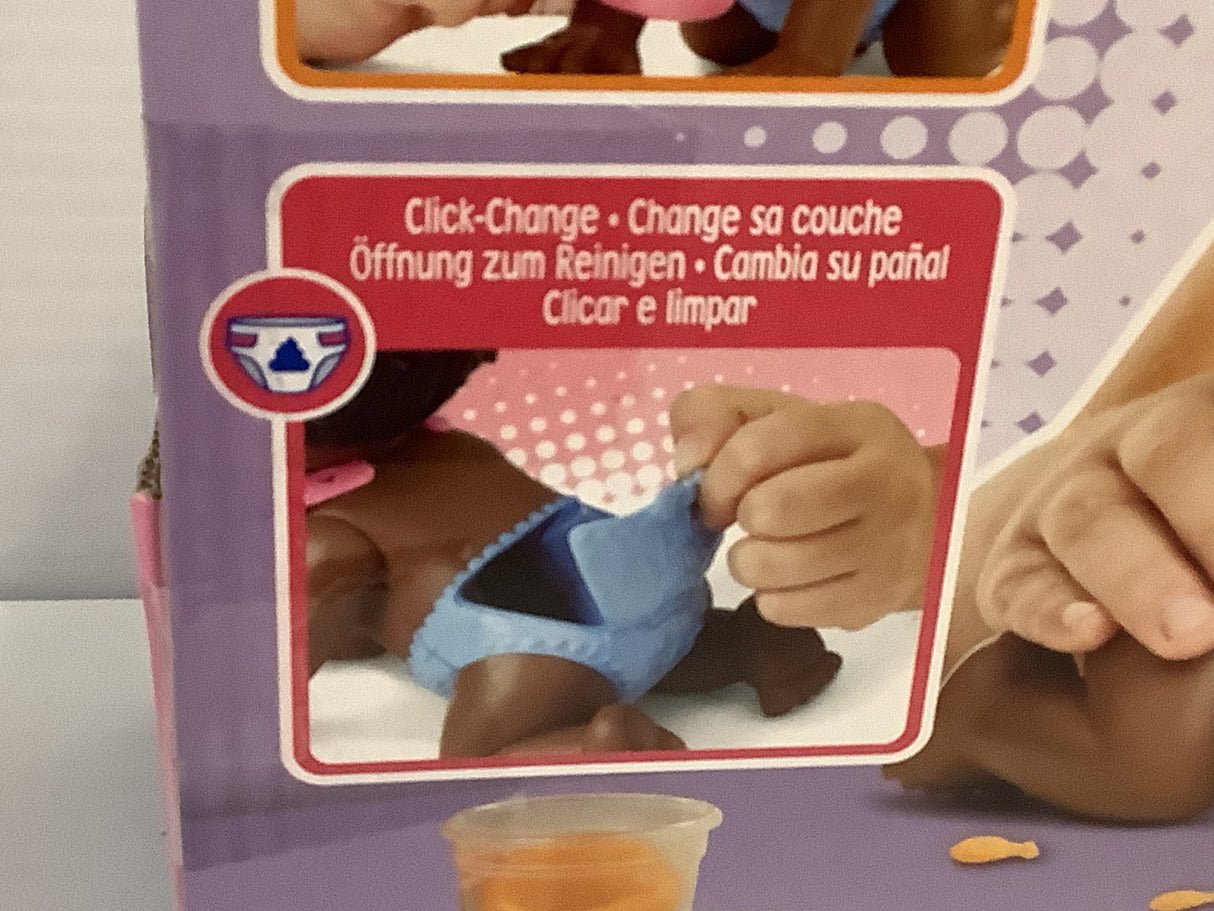 Click-Change • Change sa couche
Öffnung zum Reinigen • Cambia su pañal
Clicar e limpar